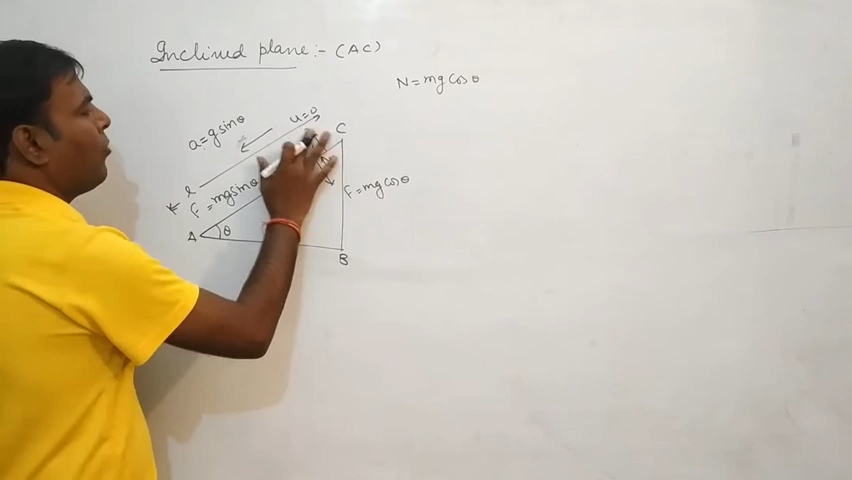 Inclined plane :- (AC)
N = mg cos θ
a = g sin θ
u = 0
C
l
F = mg sin θ
F = mg cos θ
A
θ
B